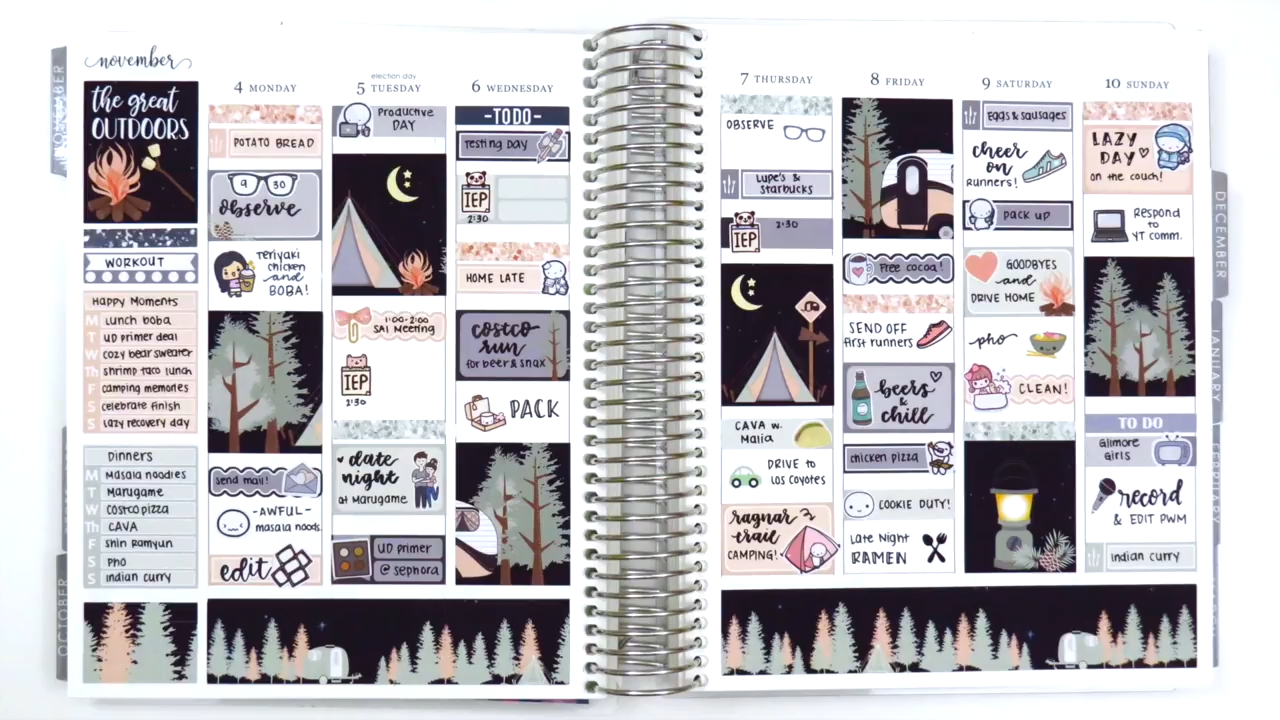 november
the great
OUTDOORS
WORKOUT
Happy Moments
M Lunch boba
T UD primer deal
W cozy bear sweater
Th shrimp taco lunch
F camping memories
S celebrate finish
S lazy recovery day
Dinners
M Masala noodles
T Marugame
W Costco pizza
Th CAVA
F Shin Ramyun
S Pho
S Indian curry
4 MONDAY
POTATO BREAD
9 30
observe
Teriyaki
chicken
and
BOBA!
send mail!
-AWFUL-
masala noods
edit
election day
5 TUESDAY
Productive
DAY
1:00-2:00
SAI Meeting
IEP
2:30
date
night
at Marugame
UD primer
@ sephora
6 WEDNESDAY
-TODO-
Testing Day
IEP
2:30
HOME LATE
costco
run
for beer & snax
PACK
7 THURSDAY
OBSERVE
Lupe's &
Starbucks
2:30
IEP
CAVA w.
Malia
DRIVE to
Los Coyotes
ragnar
trail
CAMPING!
8 FRIDAY
Free cocoa!
SEND OFF
first runners
beers
&
chill
chicken pizza
COOKIE DUTY!
Late Night
RAMEN
9 SATURDAY
Eggs & sausages
cheer
on
Runners!
pack up
GOODBYES
and
DRIVE HOME
pho
CLEAN!
10 SUNDAY
LAZY
DAY
on the couch!
Respond
to
YT comm.
TO DO
Gilmore
Girls
record
& EDIT PWM
Indian curry
OCTOBER
DECEMBER
JANUARY
FEBRUARY